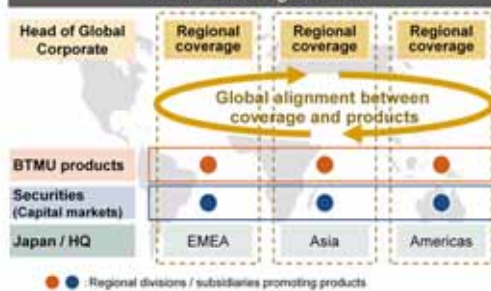 Head of Global
Corporate
Regional
coverage
Regional
coverage
Regional
coverage
Global alignment between
coverage and products
BTMU products
Securities
(Capital markets)
Japan / HQ
EMEA
Asia
Americas
: Regional divisions / subsidiaries promoting products